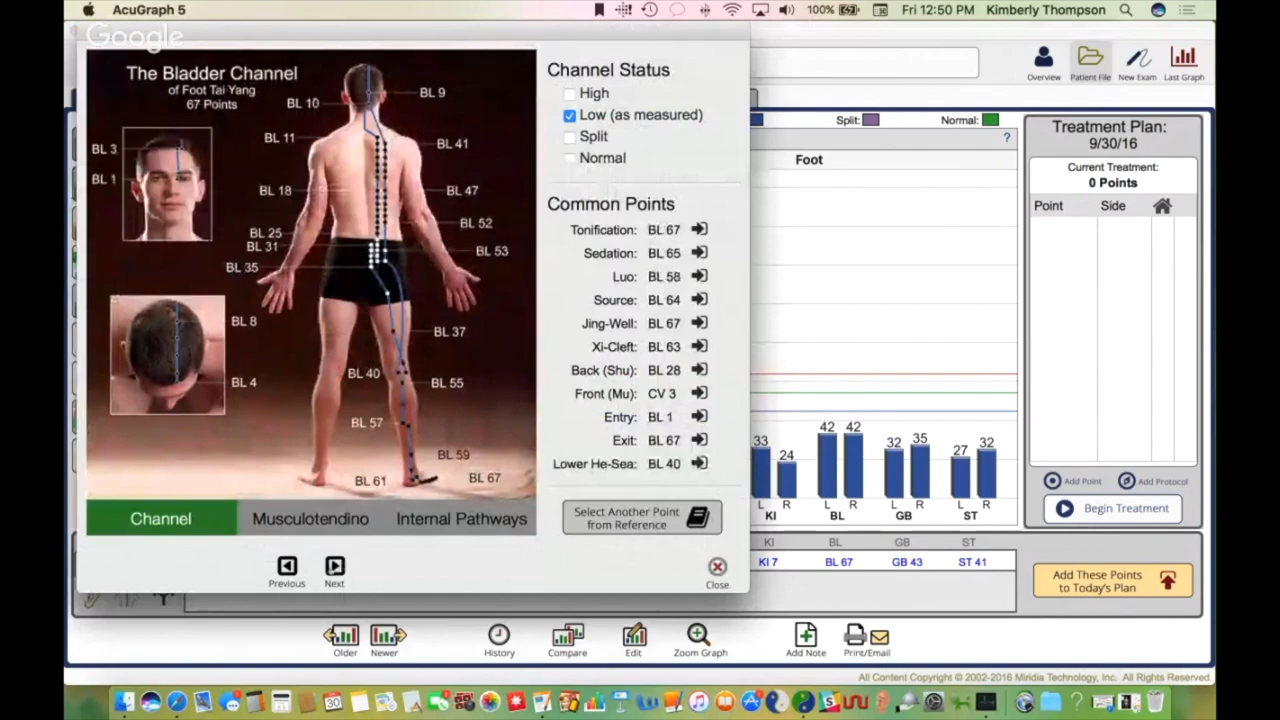 AcuGraph 5
100%
Fri 12:50 PM
Kimberly Thompson
Google
The Bladder Channel
of Foot Tai Yang
67 Points
BL 9
BL 10
BL 11
BL 41
BL 3
BL 1
BL 18
BL 47
BL 52
BL 25
BL 31
BL 53
BL 35
BL 8
BL 37
BL 40
BL 55
BL 4
BL 57
BL 59
BL 61
BL 67
Channel
Musculotendino
Internal Pathways
Previous
Next
Channel Status
High
Low (as measured)
Split
Normal
Common Points
Tonification: BL 67
Sedation: BL 65
Luo: BL 58
Source: BL 64
Jing-Well: BL 67
Xi-Cleft: BL 63
Back (Shu): BL 28
Front (Mu): CV 3
Entry: BL 1
Exit: BL 67
Lower He-Sea: BL 40
Select Another Point
from Reference
Close
Overview
Patient File
New Exam
Last Graph
Split:
Normal:
?
Foot
33 24 42 42 32 35 27 32
L R L R L R L R
KI BL GB ST
KI BL GB ST
KI 7 BL 67 GB 43 ST 41
Treatment Plan:
9/30/16
Current Treatment:
0 Points
Point Side
Add Point
Add Protocol
Begin Treatment
Add These Points
to Today's Plan
Older
Newer
History
Compare
Edit
Zoom Graph
Add Note
Print/Email
All Content Copyright © 2002-2016 Miridia Technology, Inc. All Rights Reserved.
30